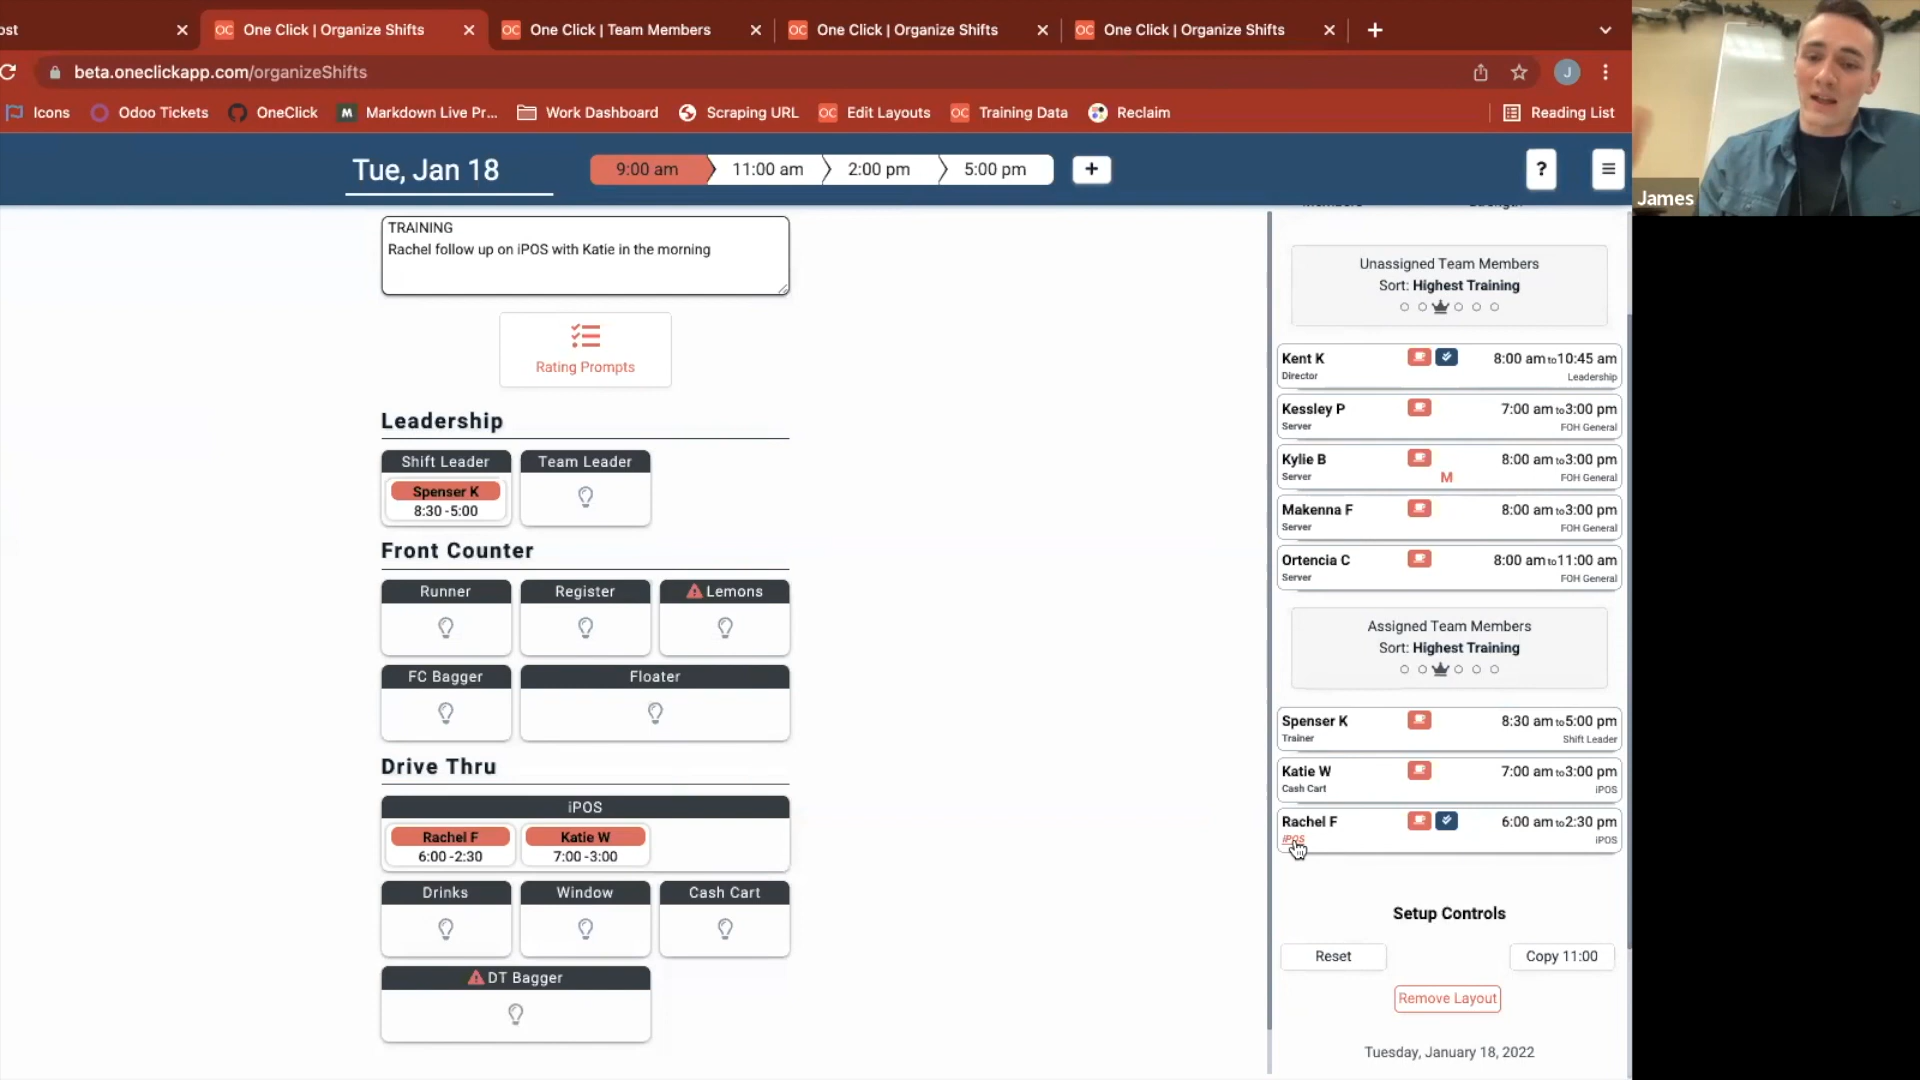 ost
One Click | Organize Shifts
One Click | Team Members
One Click | Organize Shifts
One Click | Organize Shifts
beta.oneclickapp.com/organizeShifts
J
Icons
Odoo Tickets
OneClick
Markdown Live Pr...
Work Dashboard
Scraping URL
Edit Layouts
Training Data
Reclaim
Reading List
Tue, Jan 18
9:00 am
11:00 am
2:00 pm
5:00 pm
+
?
James
TRAINING
Rachel follow up on iPOS with Katie in the morning
Rating Prompts
Leadership
Shift Leader
Team Leader
Spenser K
8:30 -5:00
Front Counter
Runner
Register
Lemons
FC Bagger
Floater
Drive Thru
iPOS
Rachel F
6:00 -2:30
Katie W
7:00 -3:00
Drinks
Window
Cash Cart
DT Bagger
Members
Strength
Unassigned Team Members
Sort: Highest Training
Kent K
8:00 am to 10:45 am
Director
Leadership
Kessley P
7:00 am to 3:00 pm
Server
FOH General
Kylie B
8:00 am to 3:00 pm
Server
M
FOH General
Makenna F
8:00 am to 3:00 pm
Server
FOH General
Ortencia C
8:00 am to 11:00 am
Server
FOH General
Assigned Team Members
Sort: Highest Training
Spenser K
8:30 am to 5:00 pm
Trainer
Shift Leader
Katie W
7:00 am to 3:00 pm
Cash Cart
iPOS
Rachel F
6:00 am to 2:30 pm
iPOS
iPOS
Setup Controls
Reset
Copy 11:00
Remove Layout
Tuesday, January 18, 2022